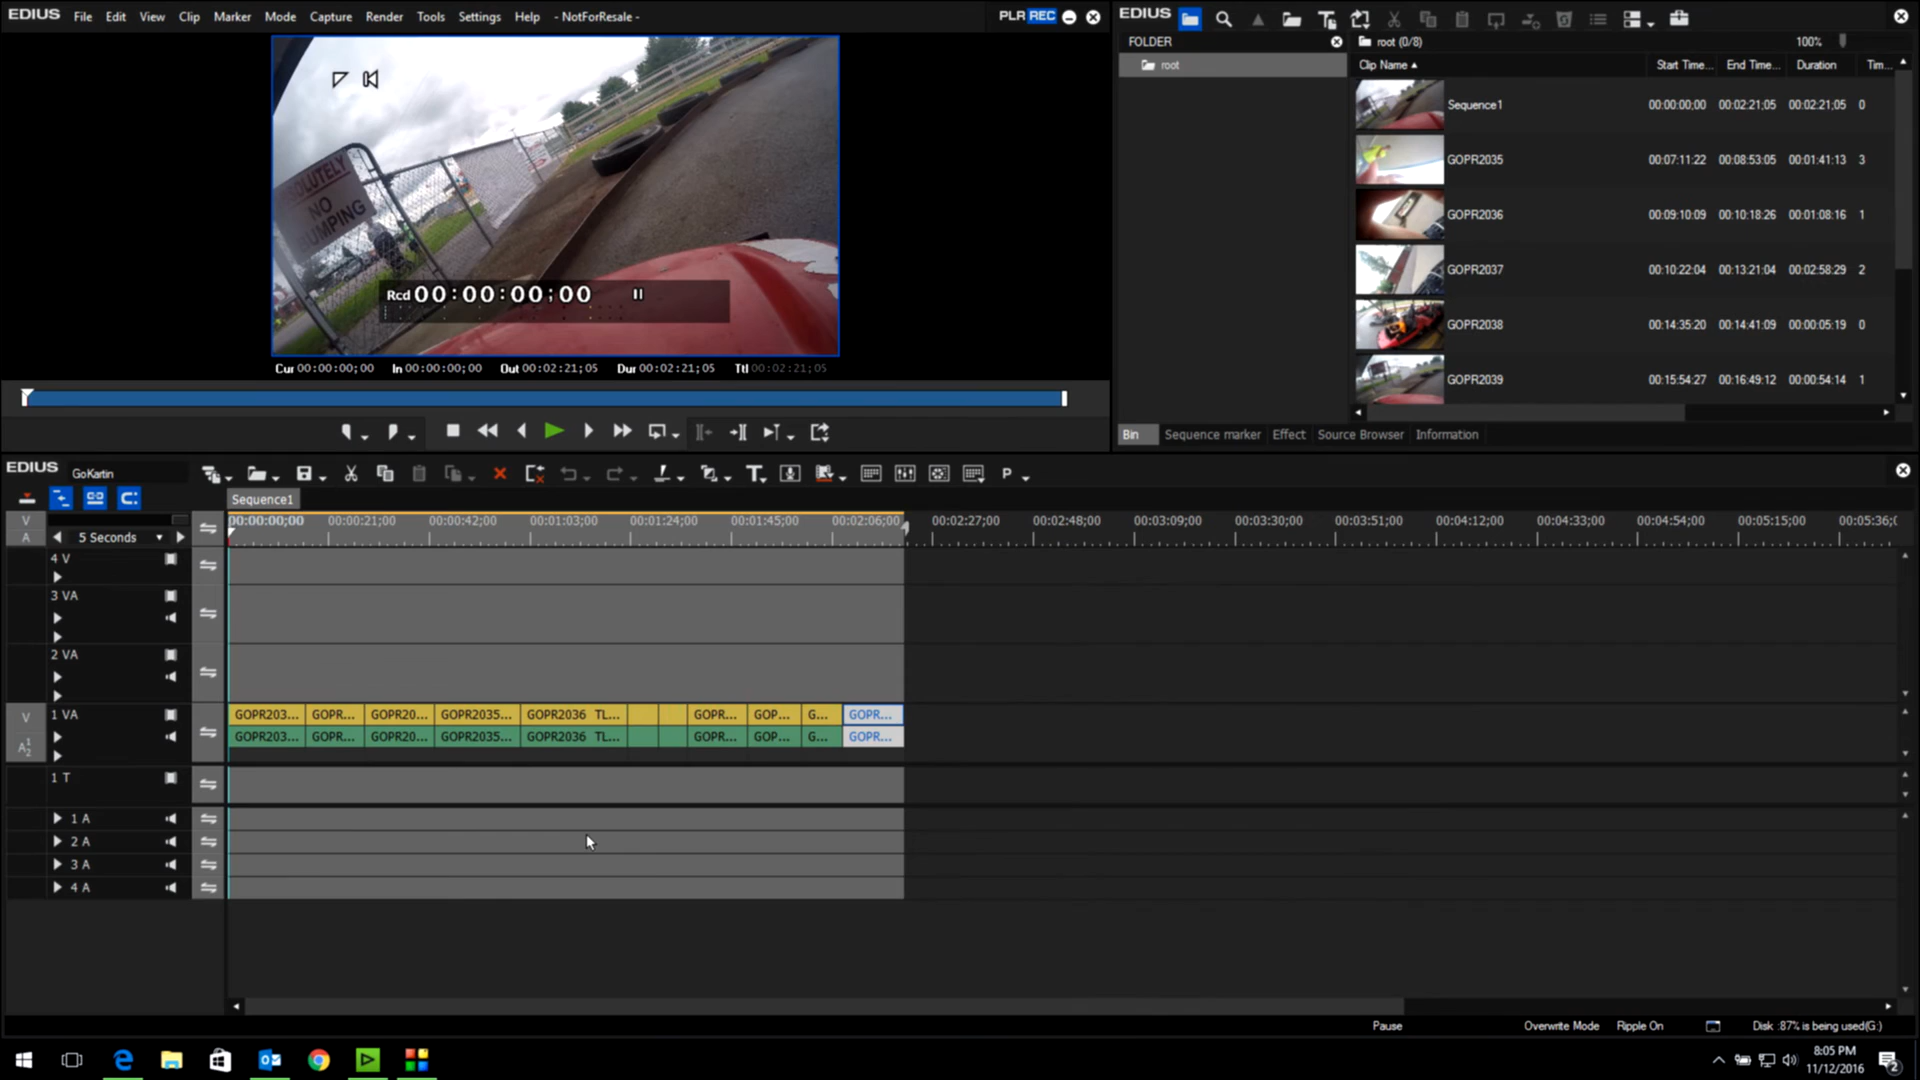 EDIUS File Edit View Clip Marker Mode Capture Render Tools Settings Help - NotForResale - PLR REC
NO
BUMPING
Rcd 00:00:00;00
Cur 00:00:00;00 In 00:00:00;00 Out 00:02:21;05 Dur 00:02:21;05 Ttl 00:02:21;05
EDIUS
FOLDER
root
root (0/8) 100%
Clip Name Start Time... End Time... Duration Tim...
Sequence1 00:00:00;00 00:02:21;05 00:02:21;05 0
GOPR2035 00:07:11;22 00:08:53;05 00:01:41;13 3
GOPR2036 00:09:10;09 00:10:18;26 00:01:08;16 1
GOPR2037 00:10:22;04 00:13:21;04 00:02:58;29 2
GOPR2038 00:14:35;20 00:14:41;09 00:00:05;19 0
GOPR2039 00:15:54;27 00:16:49;12 00:00:54;14 1
Bin Sequence marker Effect Source Browser Information
EDIUS GoKartin P
Sequence1
V 00:00:00;00 00:00:21;00 00:00:42;00 00:01:03;00 00:01:24;00 00:01:45;00 00:02:06;00 00:02:27;00 00:02:48;00 00:03:09;00 00:03:30;00 00:03:51;00 00:04:12;00 00:04:33;00 00:04:54;00 00:05:15;00 00:05:36;(
A 5 Seconds
4 V
3 VA
2 VA
V 1 VA GOPR203... GOPR... GOPR20... GOPR2035... GOPR2036 TL... GOPR... GOP... G... GOPR...
A12 GOPR203... GOPR... GOPR20... GOPR2035... GOPR2036 TL... GOPR... GOP... G... GOPR...
1 T
1 A
2 A
3 A
4 A
Pause Overwrite Mode Ripple On Disk :87% is being used(G:)
8:05 PM
11/12/2016
2